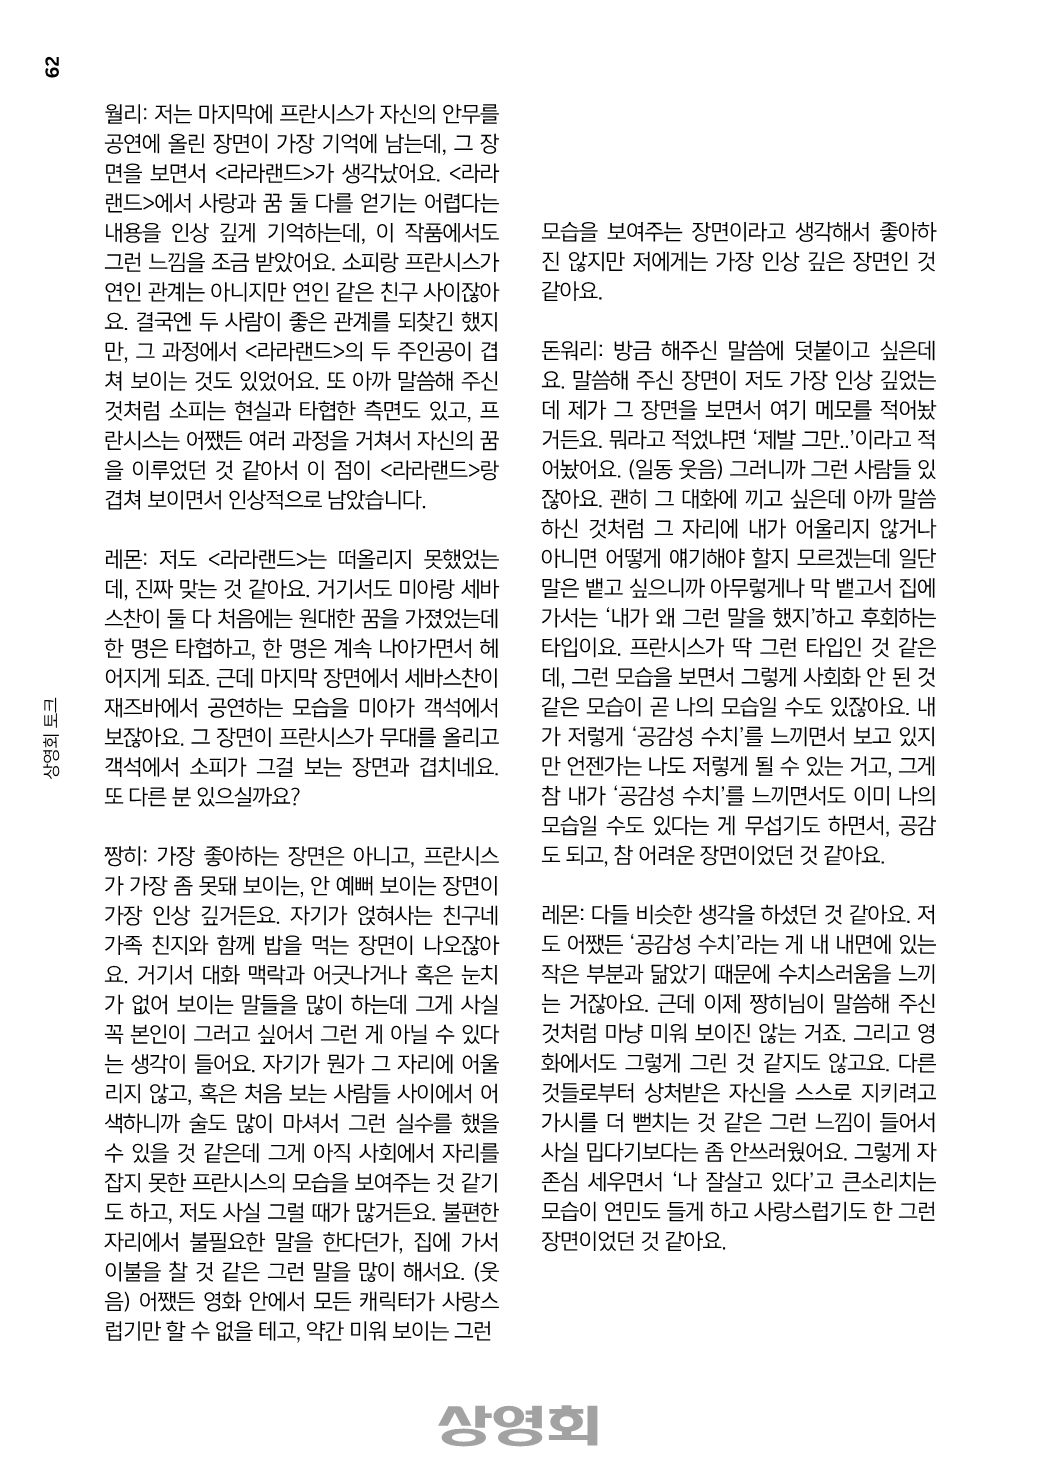 62
월리: 저는 마지막에 프란시스가 자신의 안무를
공연에 올린 장면이 가장 기억에 남는데, 그 장
면을 보면서 <라라랜드>가 생각났어요. <라라
랜드>에서 사랑과 꿈 둘 다를 얻기는 어렵다는
내용을 인상 깊게 기억하는데, 이 작품에서도
그런 느낌을 조금 받았어요. 소피랑 프란시스가
연인 관계는 아니지만 연인 같은 친구 사이잖아
요. 결국엔 두 사람이 좋은 관계를 되찾긴 했지
만, 그 과정에서 <라라랜드>의 두 주인공이 겹
쳐 보이는 것도 있었어요. 또 아까 말씀해 주신
것처럼 소피는 현실과 타협한 측면도 있고, 프
란시스는 어쨌든 여러 과정을 거쳐서 자신의 꿈
을 이루었던 것 같아서 이 점이 <라라랜드>랑
겹쳐 보이면서 인상적으로 남았습니다.
레몬: 저도 <라라랜드>는 떠올리지 못했었는
데, 진짜 맞는 것 같아요. 거기서도 미아랑 세바
스찬이 둘 다 처음에는 원대한 꿈을 가졌었는데
한 명은 타협하고, 한 명은 계속 나아가면서 헤
어지게 되죠. 근데 마지막 장면에서 세바스찬이
재즈바에서 공연하는 모습을 미아가 객석에서
보잖아요. 그 장면이 프란시스가 무대를 올리고
객석에서 소피가 그걸 보는 장면과 겹치네요.
또 다른 분 있으실까요?
짱히: 가장 좋아하는 장면은 아니고, 프란시스
가 가장 좀 못돼 보이는, 안 예뻐 보이는 장면이
가장 인상 깊거든요. 자기가 얹혀사는 친구네
가족 친지와 함께 밥을 먹는 장면이 나오잖아
요. 거기서 대화 맥락과 어긋나거나 혹은 눈치
가 없어 보이는 말들을 많이 하는데 그게 사실
꼭 본인이 그러고 싶어서 그런 게 아닐 수 있다
는 생각이 들어요. 자기가 뭔가 그 자리에 어울
리지 않고, 혹은 처음 보는 사람들 사이에서 어
색하니까 술도 많이 마셔서 그런 실수를 했을
수 있을 것 같은데 그게 아직 사회에서 자리를
잡지 못한 프란시스의 모습을 보여주는 것 같기
도 하고, 저도 사실 그럴 때가 많거든요. 불편한
자리에서 불필요한 말을 한다던가, 집에 가서
이불을 찰 것 같은 그런 말을 많이 해서요. (웃
음) 어쨌든 영화 안에서 모든 캐릭터가 사랑스
럽기만 할 수 없을 테고, 약간 미워 보이는 그런
모습을 보여주는 장면이라고 생각해서 좋아하
진 않지만 저에게는 가장 인상 깊은 장면인 것
같아요.
돈워리: 방금 해주신 말씀에 덧붙이고 싶은데
요. 말씀해 주신 장면이 저도 가장 인상 깊었는
데 제가 그 장면을 보면서 여기 메모를 적어놨
거든요. 뭐라고 적었냐면 ‘제발 그만..’이라고 적
어놨어요. (일동 웃음) 그러니까 그런 사람들 있
잖아요. 괜히 그 대화에 끼고 싶은데 아까 말씀
하신 것처럼 그 자리에 내가 어울리지 않거나
아니면 어떻게 얘기해야 할지 모르겠는데 일단
말은 뱉고 싶으니까 아무렇게나 막 뱉고서 집에
가서는 ‘내가 왜 그런 말을 했지’하고 후회하는
타입이요. 프란시스가 딱 그런 타입인 것 같은
데, 그런 모습을 보면서 그렇게 사회화 안 된 것
같은 모습이 곧 나의 모습일 수도 있잖아요. 내
가 저렇게 ‘공감성 수치’를 느끼면서 보고 있지
만 언젠가는 나도 저렇게 될 수 있는 거고, 그게
참 내가 ‘공감성 수치’를 느끼면서도 이미 나의
모습일 수도 있다는 게 무섭기도 하면서, 공감
도 되고, 참 어려운 장면이었던 것 같아요.
레몬: 다들 비슷한 생각을 하셨던 것 같아요. 저
도 어쨌든 ‘공감성 수치’라는 게 내 내면에 있는
작은 부분과 닮았기 때문에 수치스러움을 느끼
는 거잖아요. 근데 이제 짱히님이 말씀해 주신
것처럼 마냥 미워 보이진 않는 거죠. 그리고 영
화에서도 그렇게 그린 것 같지도 않고요. 다른
것들로부터 상처받은 자신을 스스로 지키려고
가시를 더 뻗치는 것 같은 그런 느낌이 들어서
사실 밉다기보다는 좀 안쓰러웠어요. 그렇게 자
존심 세우면서 ‘나 잘살고 있다’고 큰소리치는
모습이 연민도 들게 하고 사랑스럽기도 한 그런
장면이었던 것 같아요.
상영회 토크
상영회